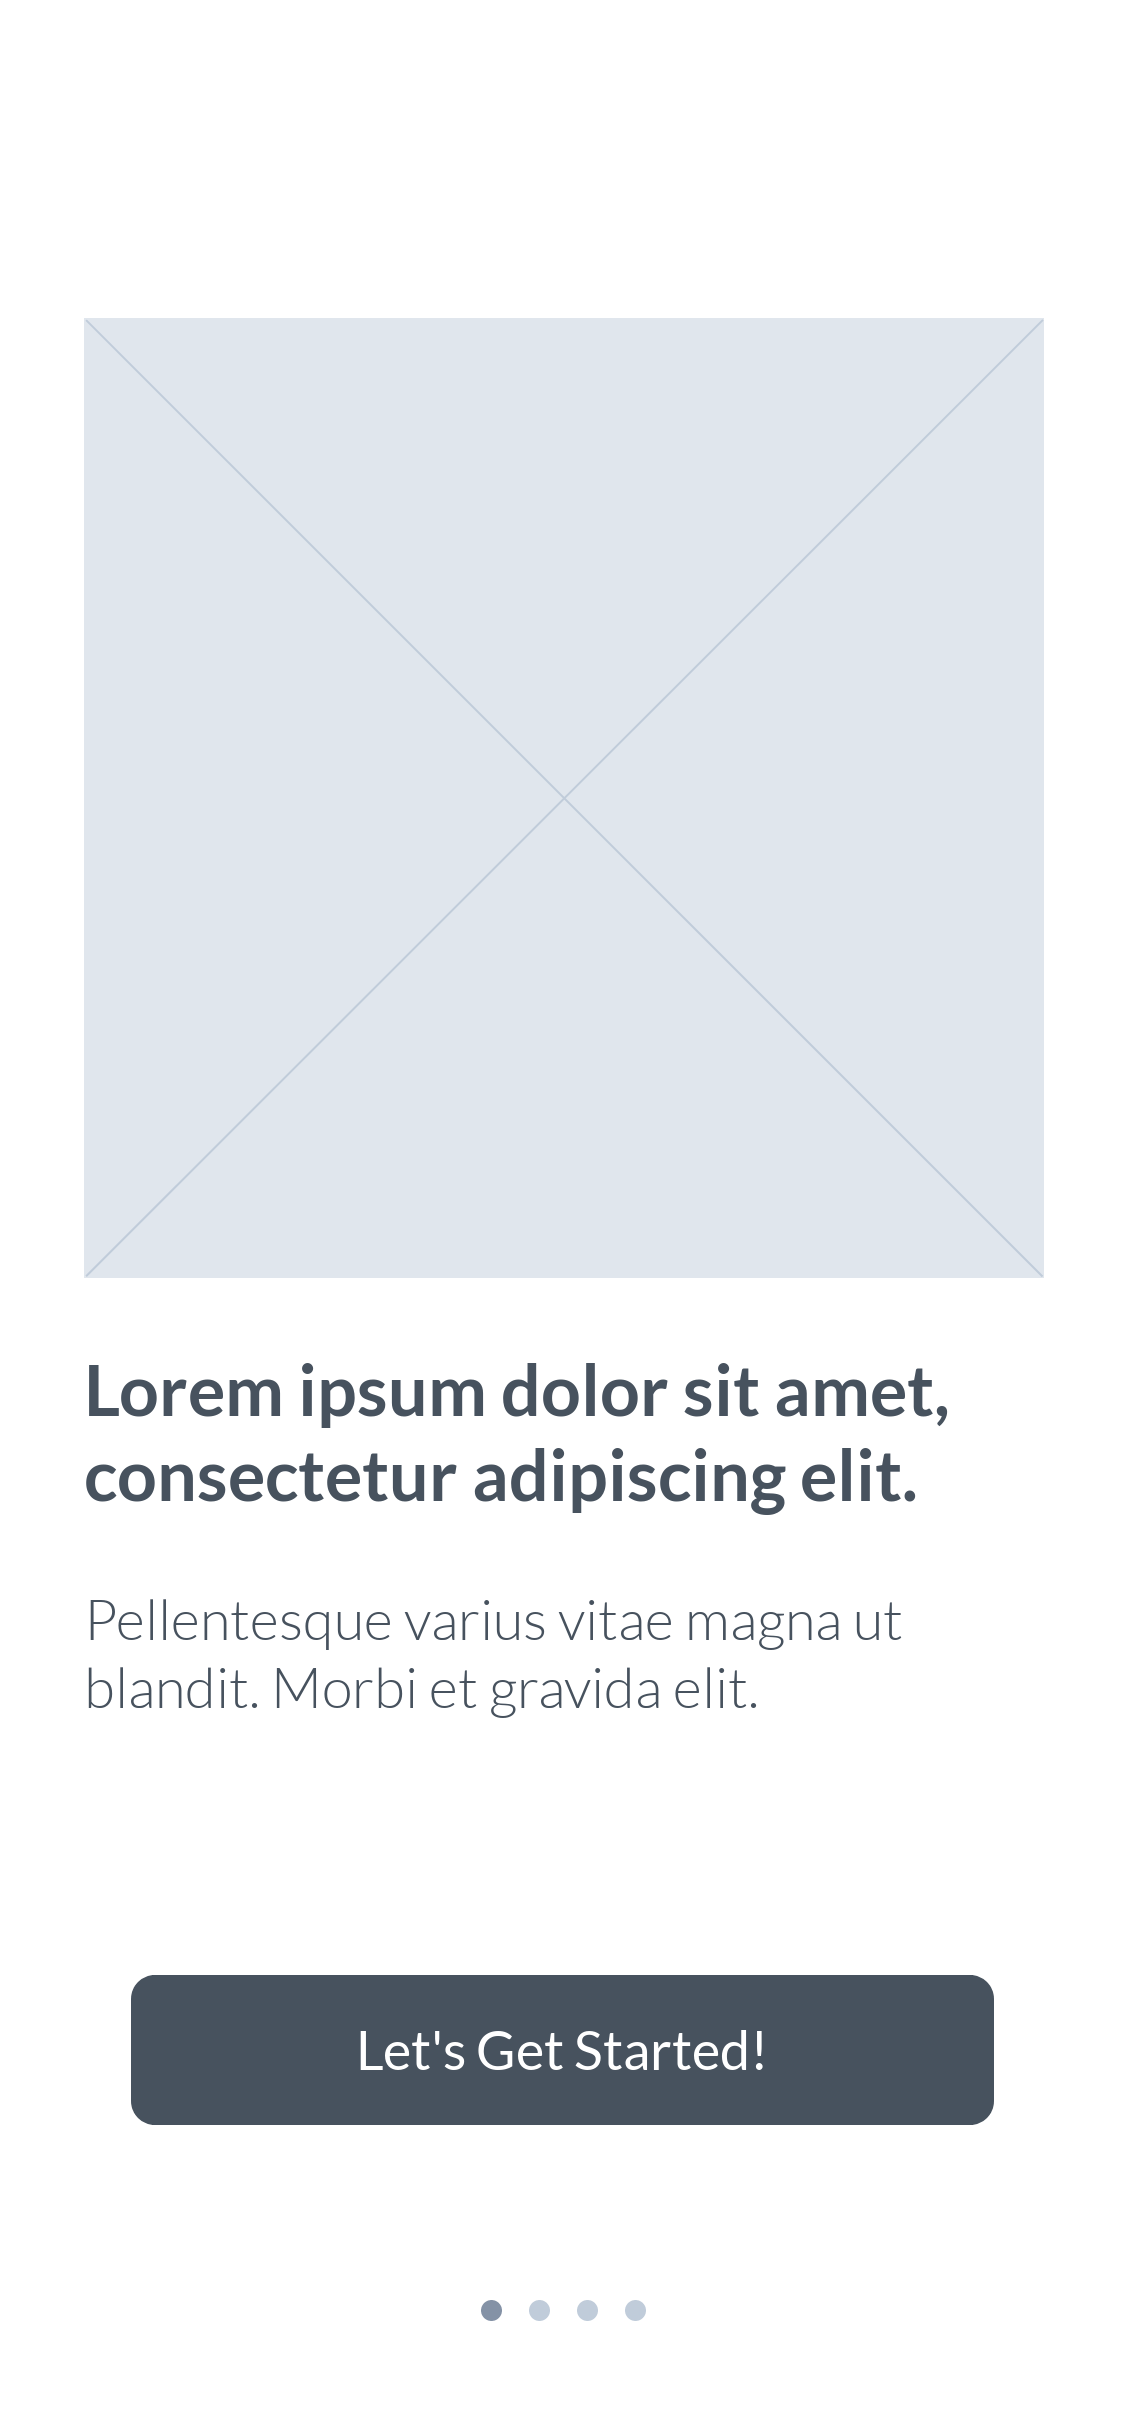 Lorem ipsum dolor sit amet,
consectetur adipiscing elit.
Pellentesque varius vitae magna ut
blandit. Morbi et gravida elit.
Let's Get Started!